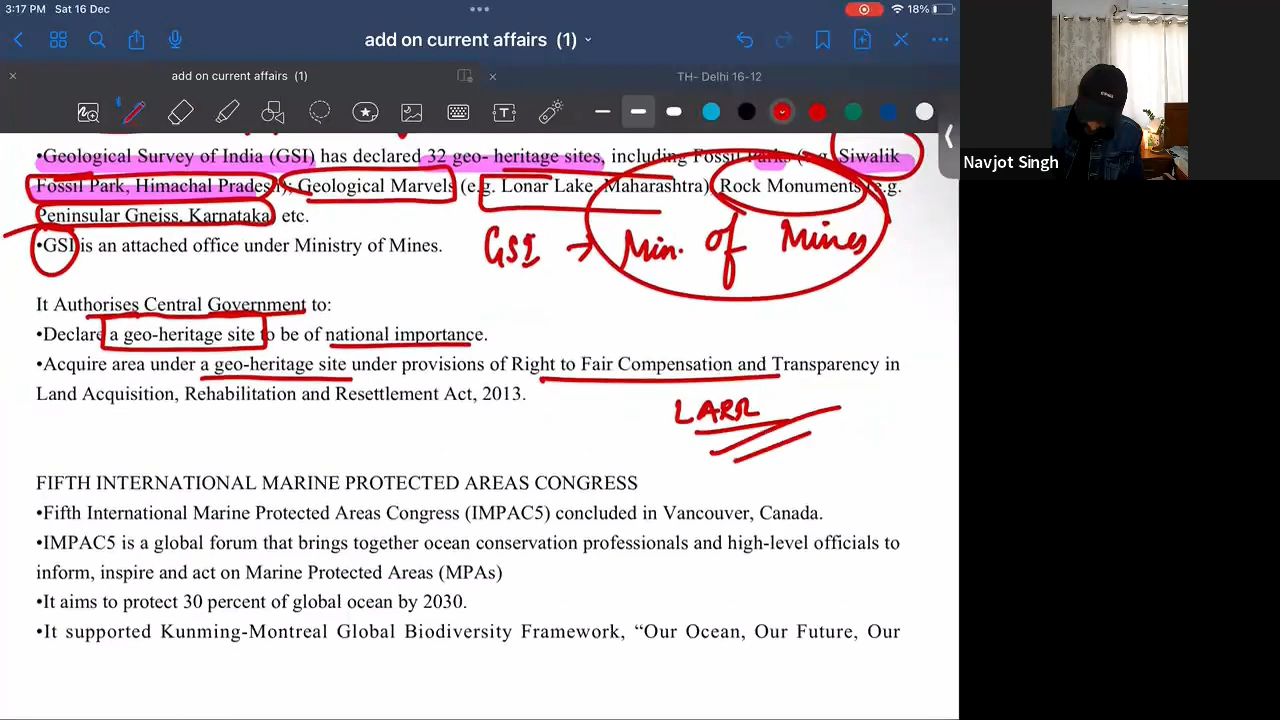 3:17 PM Sat 16 Dec
18%
add on current affairs (1)
add on current affairs (1)
TH- Delhi 16-12
•Geological Survey of India (GSI) has declared 32 geo- heritage sites, including Fossil Parks (e.g. Siwalik
Fossil Park, Himachal Pradesh); Geological Marvels (e.g. Lonar Lake, Maharashtra) Rock Monuments (e.g.
Peninsular Gneiss, Karnataka) etc.
•GSI is an attached office under Ministry of Mines.
GSI → Min. of Mines
It Authorises Central Government to:
•Declare a geo-heritage site to be of national importance.
•Acquire area under a geo-heritage site under provisions of Right to Fair Compensation and Transparency in
Land Acquisition, Rehabilitation and Resettlement Act, 2013.
LARR
FIFTH INTERNATIONAL MARINE PROTECTED AREAS CONGRESS
•Fifth International Marine Protected Areas Congress (IMPAC5) concluded in Vancouver, Canada.
•IMPAC5 is a global forum that brings together ocean conservation professionals and high-level officials to
inform, inspire and act on Marine Protected Areas (MPAs)
•It aims to protect 30 percent of global ocean by 2030.
•It supported Kunming-Montreal Global Biodiversity Framework, “Our Ocean, Our Future, Our
Navjot Singh